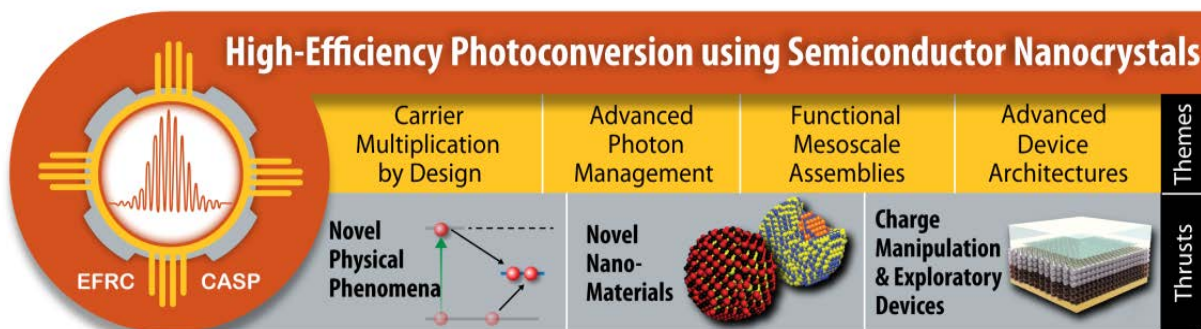 High-Efficiency Photoconversion using Semiconductor Nanocrystals
Carrier
Multiplication
by Design
Advanced
Photon
Management
Functional
Mesoscale
Assemblies
Advanced
Device
Architectures
Themes
EFRC CASP
Novel
Physical
Phenomena
Novel
Nano-
Materials
Charge
Manipulation
& Exploratory
Devices
Thrusts